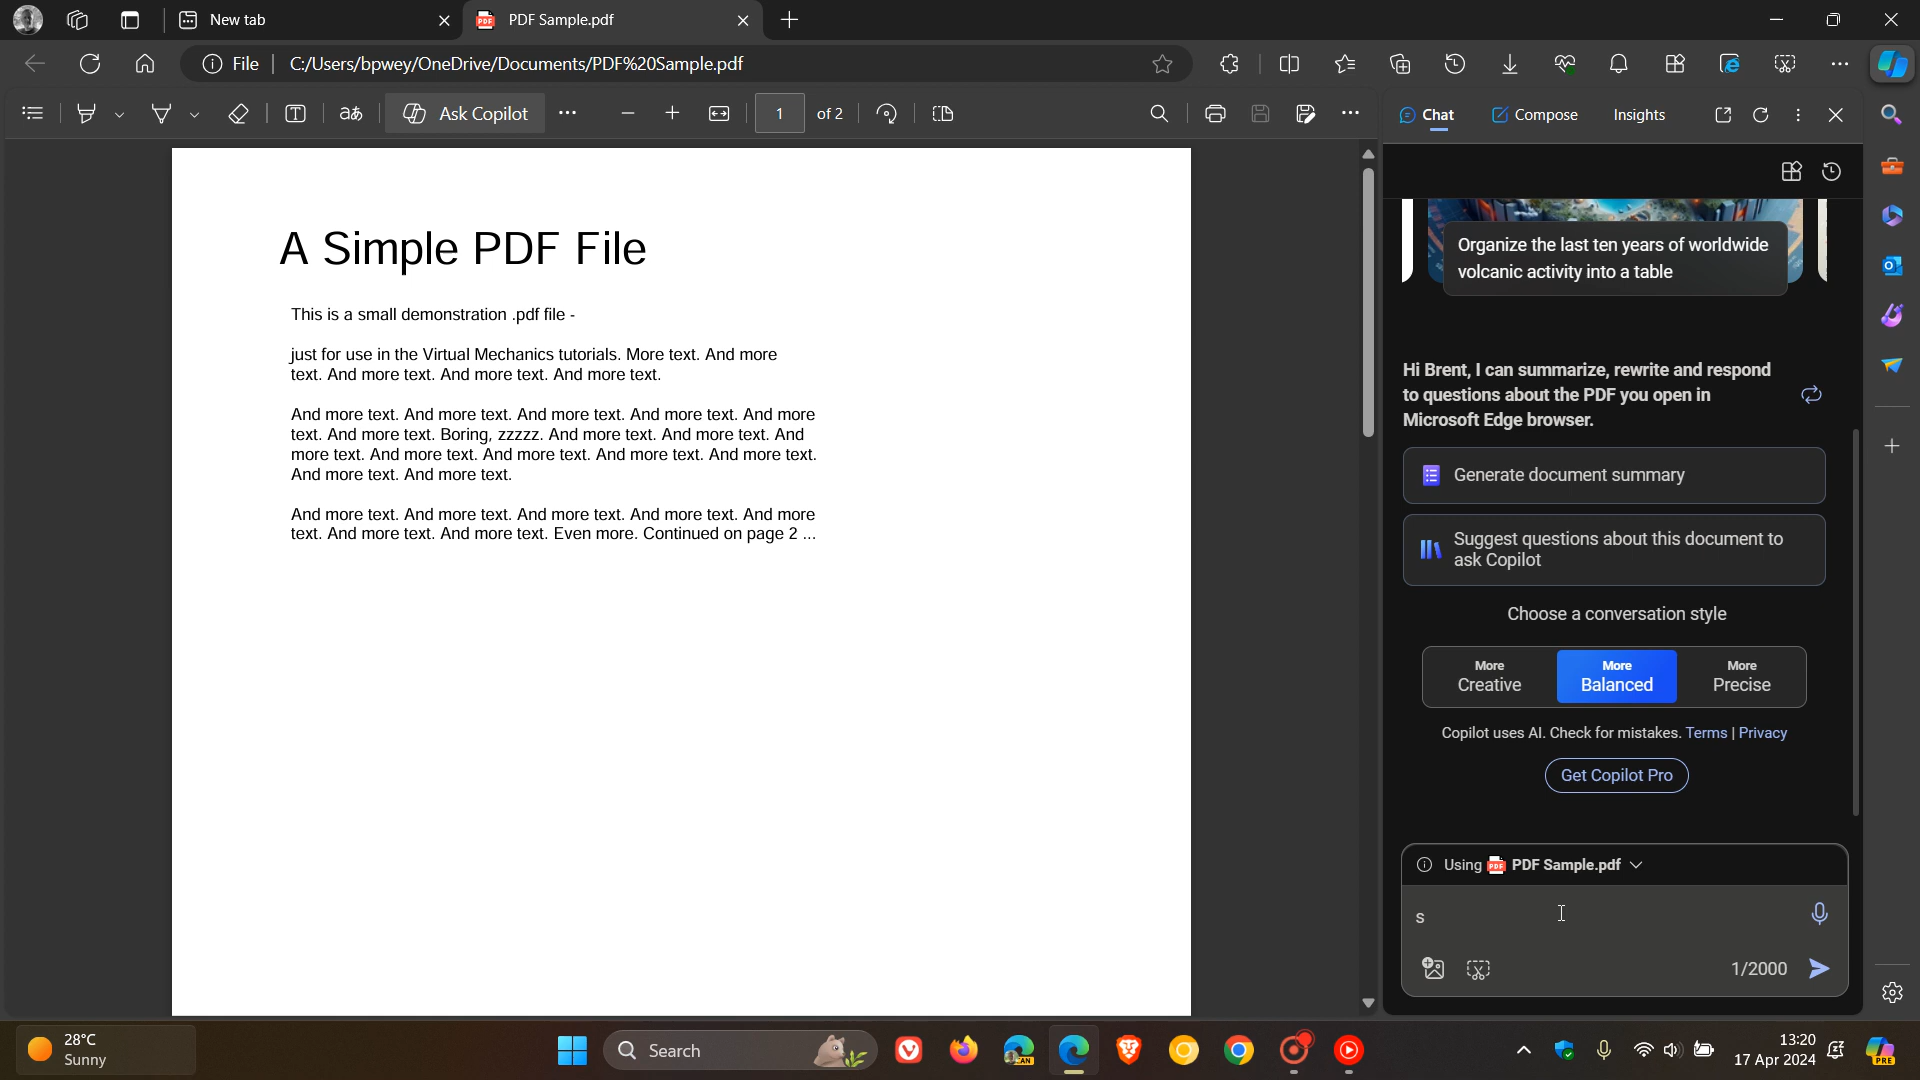 New tab
PDF Sample.pdf
File
C:/Users/bpwey/OneDrive/Documents/PDF%20Sample.pdf
aあ
Ask Copilot
1
of 2
Chat
Compose
Insights
A Simple PDF File
This is a small demonstration .pdf file -
just for use in the Virtual Mechanics tutorials. More text. And more
text. And more text. And more text. And more text.
And more text. And more text. And more text. And more text. And more
text. And more text. Boring, zzzzz. And more text. And more text. And
more text. And more text. And more text. And more text. And more text.
And more text. And more text.
And more text. And more text. And more text. And more text. And more
text. And more text. And more text. Even more. Continued on page 2 ...
Organize the last ten years of worldwide
volcanic activity into a table
Hi Brent, I can summarize, rewrite and respond
to questions about the PDF you open in
Microsoft Edge browser.
Generate document summary
Suggest questions about this document to
ask Copilot
Choose a conversation style
More
Creative
More
Balanced
More
Precise
Copilot uses AI. Check for mistakes. Terms | Privacy
Get Copilot Pro
Using PDF PDF Sample.pdf
s
1/2000
28°C
Sunny
Search
CAN
13:20
17 Apr 2024
PRE